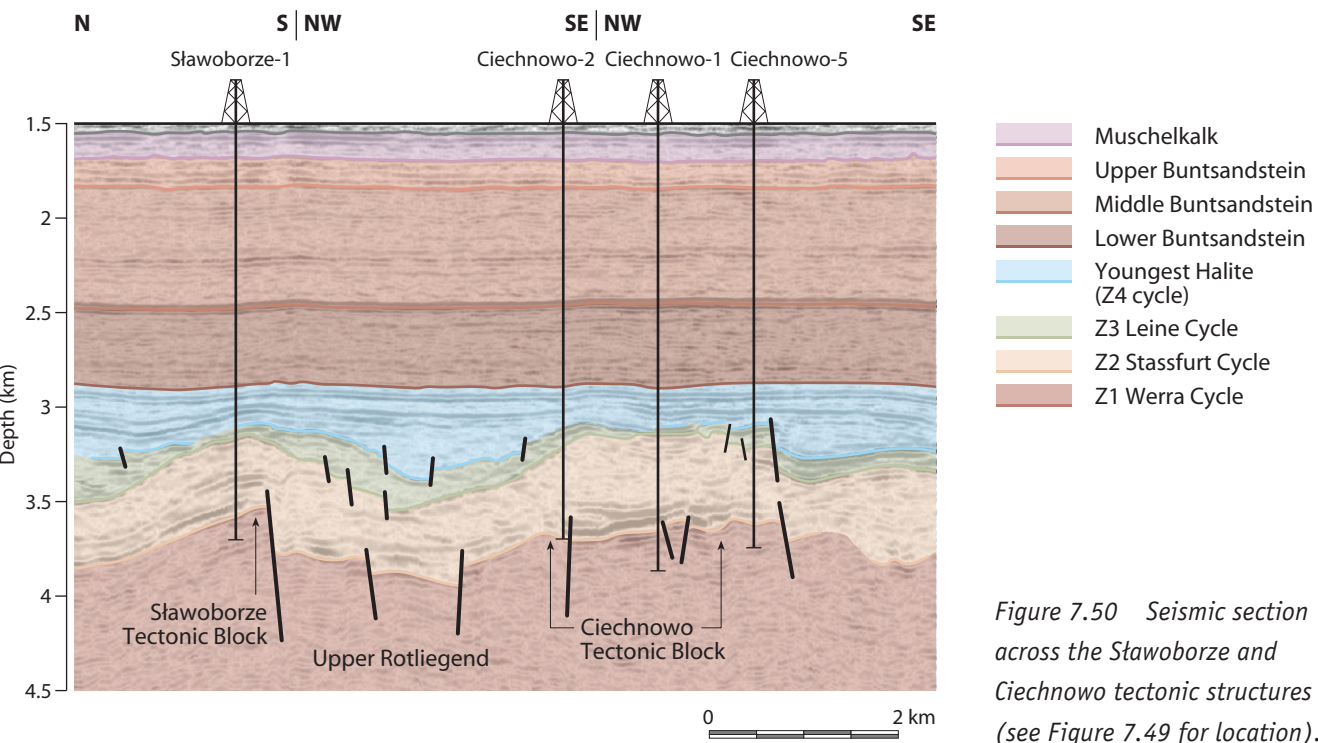 N S NW SE NW SE
Sławoborze-1 Ciechnowo-2 Ciechnowo-1 Ciechnowo-5
1.5
2
2.5
3
3.5
4
4.5
Depth (km)
Sławoborze
Tectonic Block
Upper Rotliegend
Ciechnowo
Tectonic Block
0 2 km
Muschelkalk
Upper Buntsandstein
Middle Buntsandstein
Lower Buntsandstein
Youngest Halite
(Z4 cycle)
Z3 Leine Cycle
Z2 Stassfurt Cycle
Z1 Werra Cycle
Figure 7.50 Seismic section
across the Sławoborze and
Ciechnowo tectonic structures
(see Figure 7.49 for location).